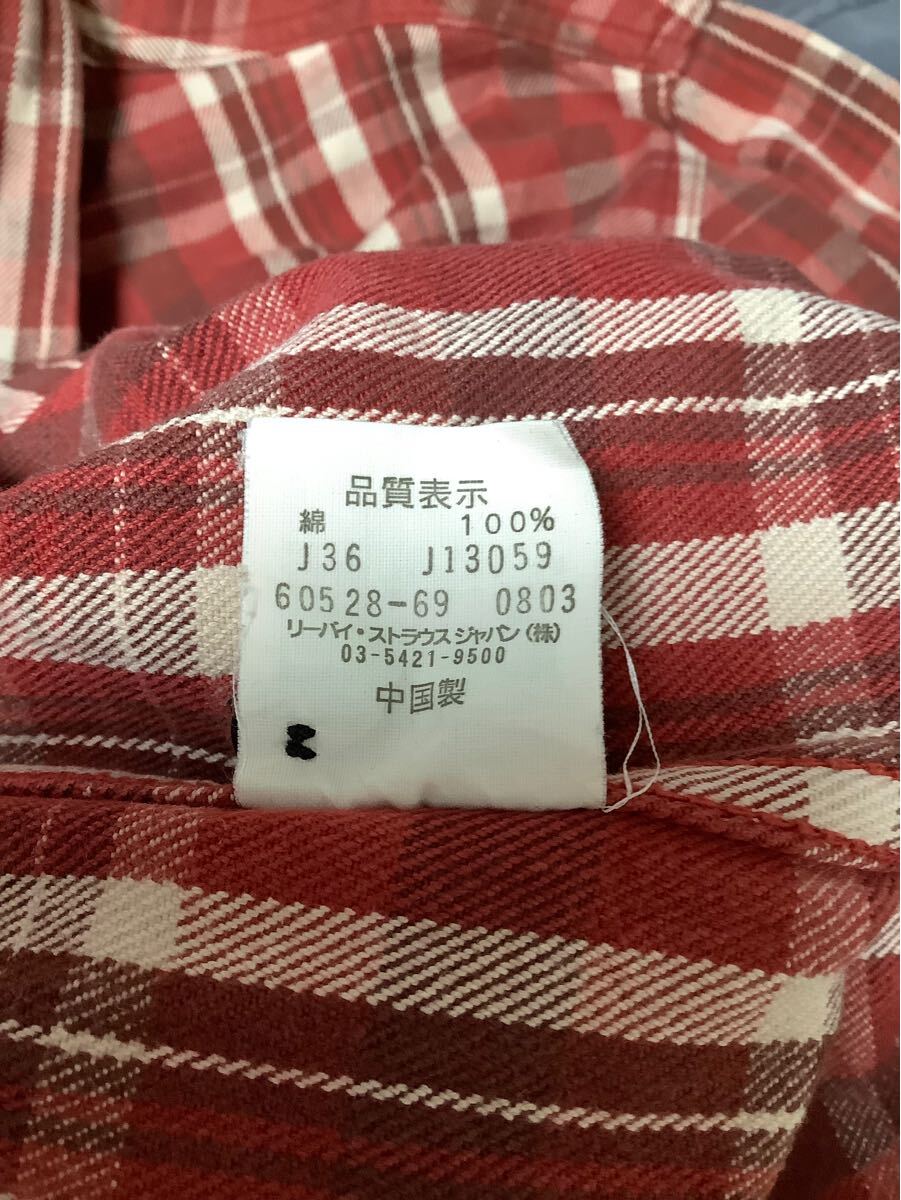 品質表示
綿 100%
J36 J13059
60528-69 0803
リーバイ・ストラウスジャパン(株)
03-5421-9500
中国製